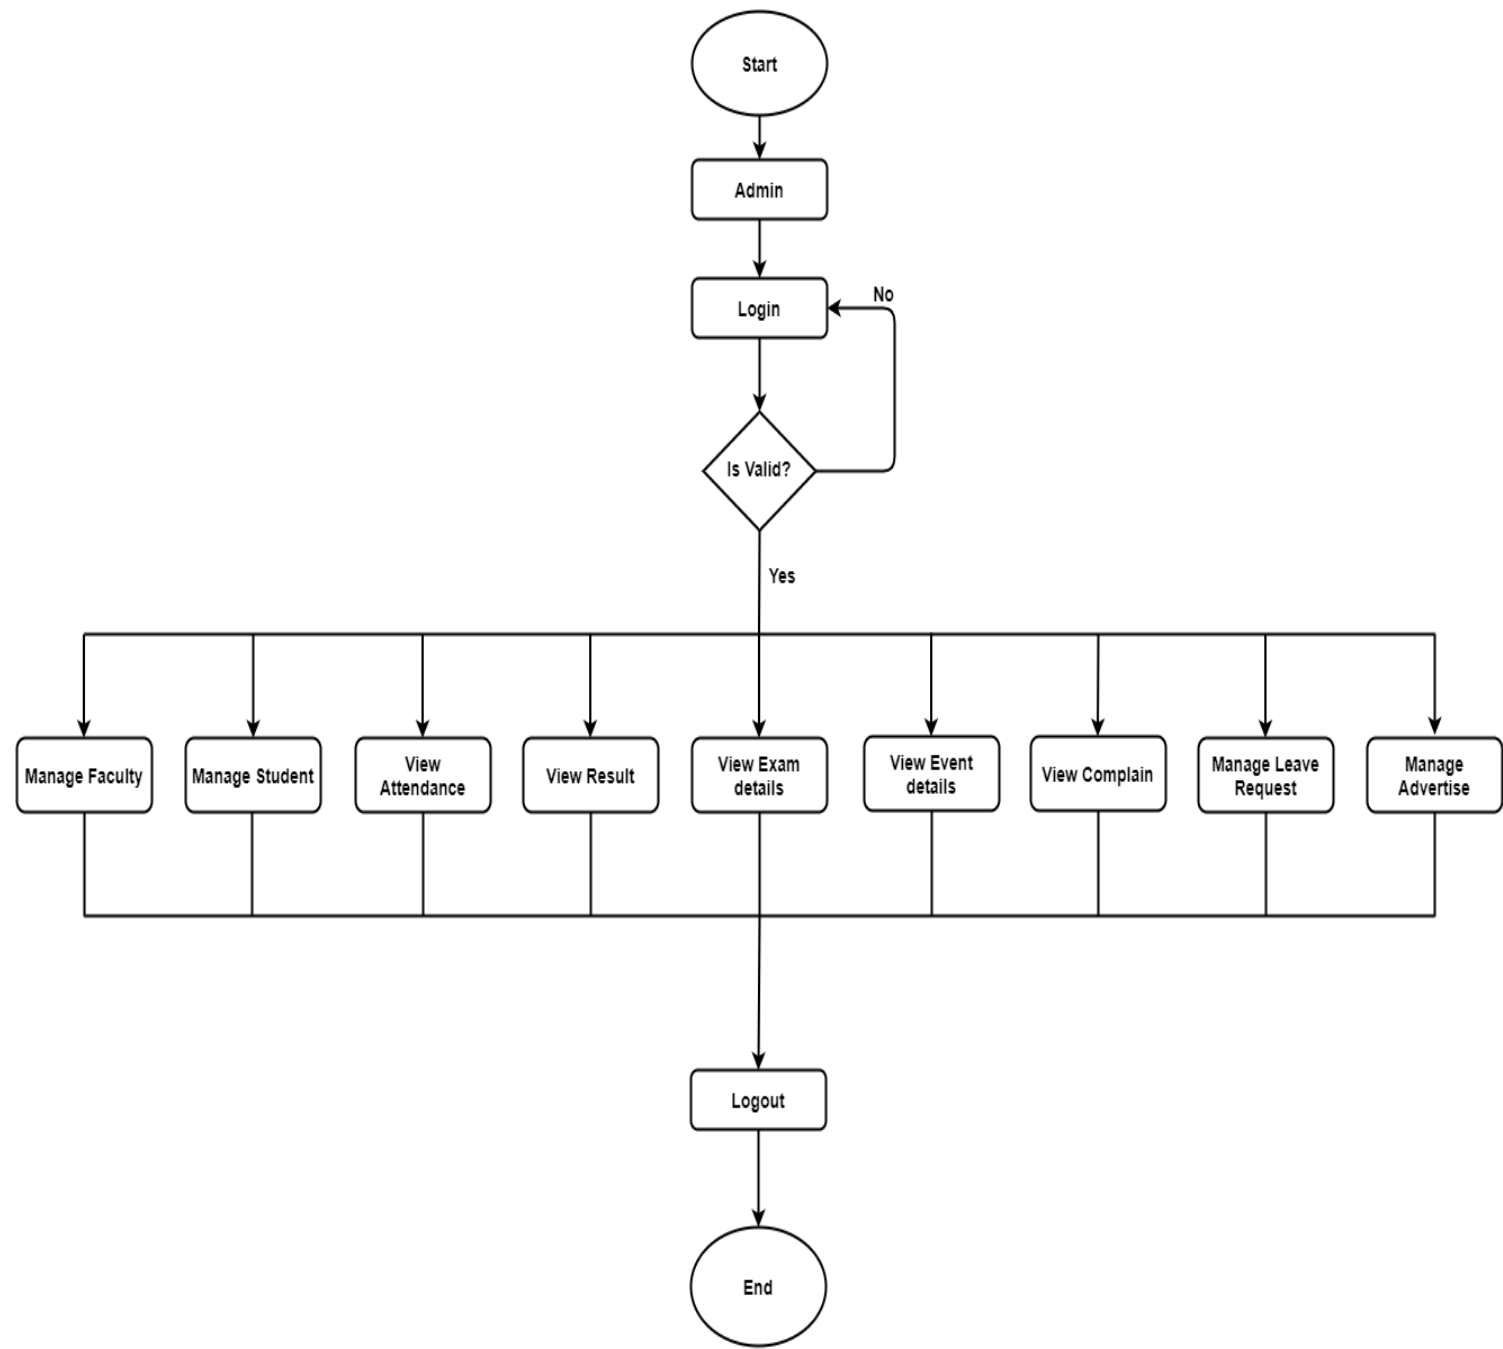 Start
Admin
Login
No
Is Valid?
Yes
Manage Faculty
Manage Student
View
Attendance
View Result
View Exam
details
View Event
details
View Complain
Manage Leave
Request
Manage
Advertise
Logout
End